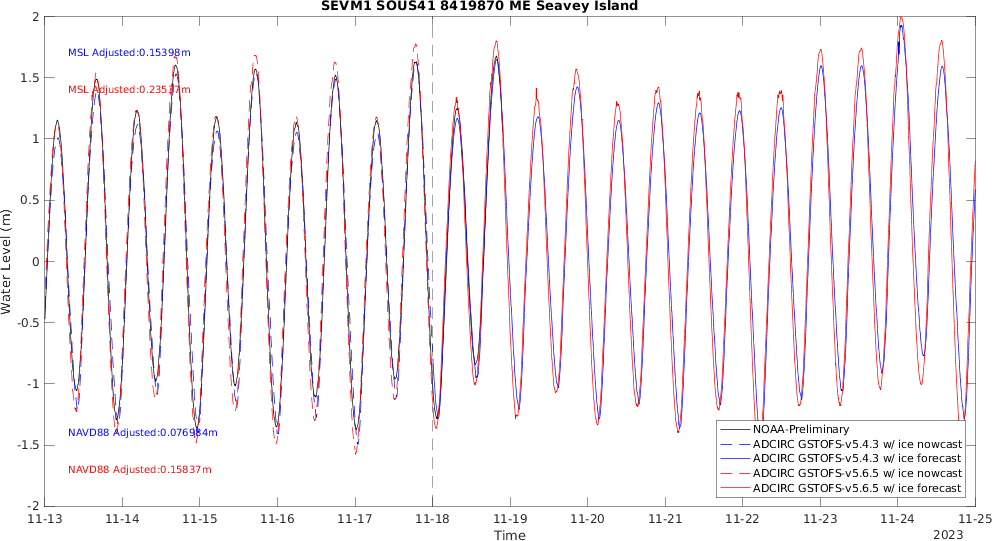 SEVM1 SOUS41 8419870 ME Seavey Island
MSL Adjusted:0.15398m
MSL Adjusted:0.23517m
NAVD88 Adjusted:0.076984m
NAVD88 Adjusted:0.15837m
Water Level (m)
2
1.5
1
0.5
0
-0.5
-1
-1.5
-2
NOAA-Preliminary
ADCIRC GSTOFS-v5.4.3 w/ ice nowcast
ADCIRC GSTOFS-v5.4.3 w/ ice forecast
ADCIRC GSTOFS-v5.6.5 w/ ice nowcast
ADCIRC GSTOFS-v5.6.5 w/ ice forecast
11-13 11-14 11-15 11-16 11-17 11-18 11-19 11-20 11-21 11-22 11-23 11-24 11-25
Time
2023